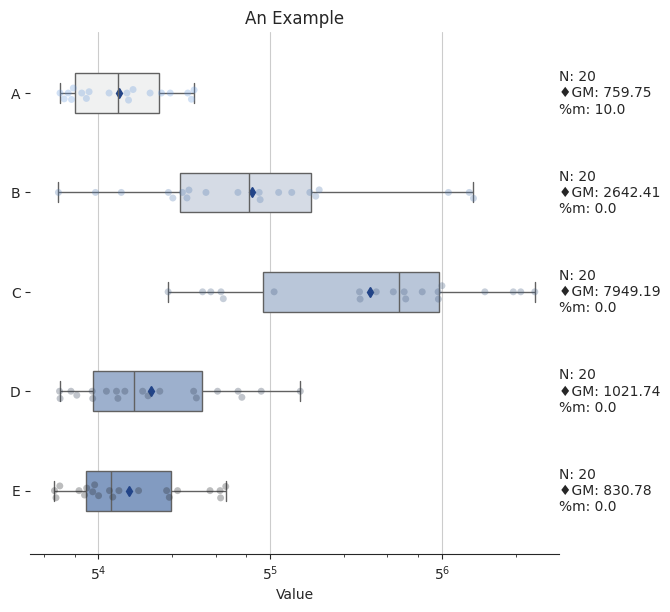 An Example
A
N: 20
♦GM: 759.75
%m: 10.0
B
N: 20
♦GM: 2642.41
%m: 0.0
C
N: 20
♦GM: 7949.19
%m: 0.0
D
N: 20
♦GM: 1021.74
%m: 0.0
E
N: 20
♦GM: 830.78
%m: 0.0
5⁴ 5⁵ 5⁶
Value